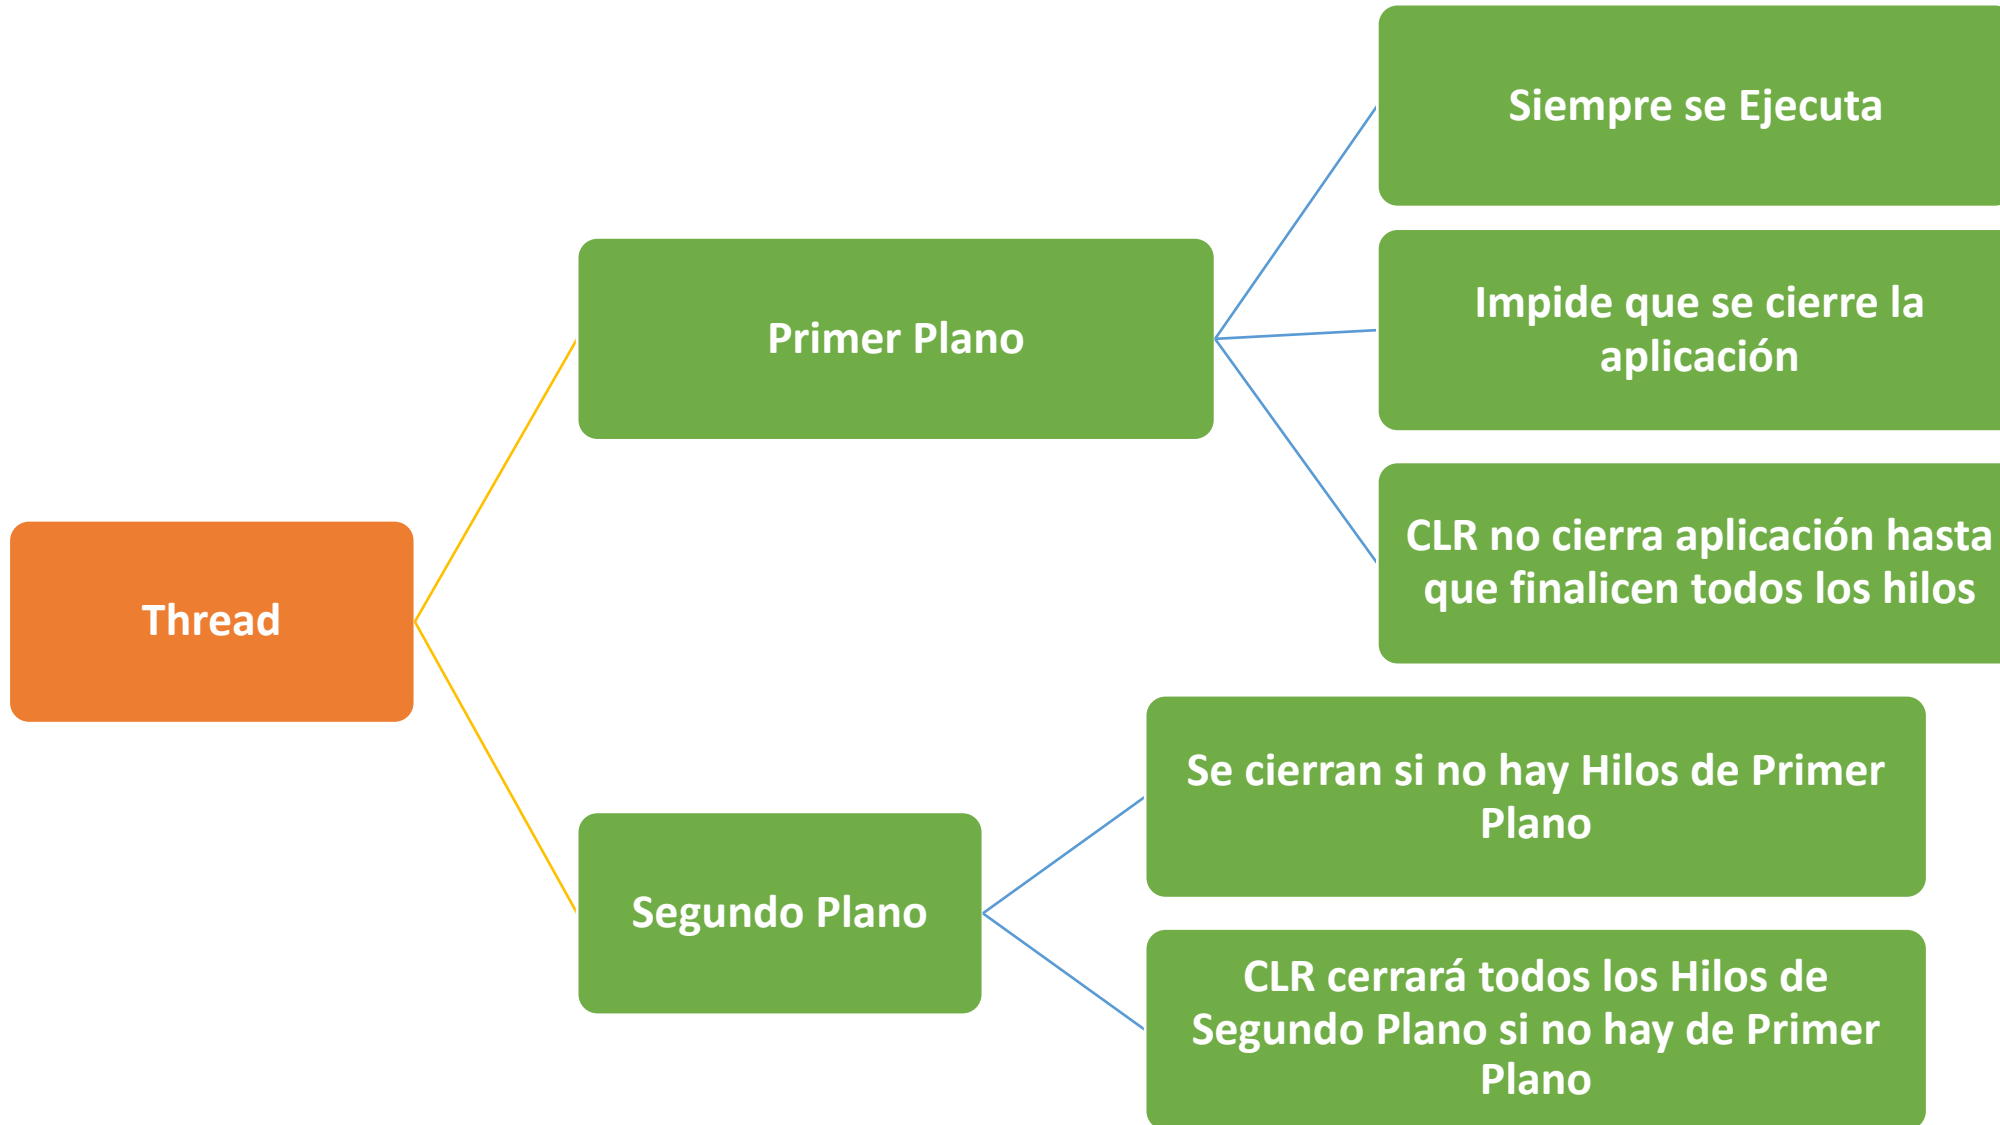 Thread
Primer Plano
Siempre se Ejecuta
Impide que se cierre la
aplicación
CLR no cierra aplicación hasta
que finalicen todos los hilos
Segundo Plano
Se cierran si no hay Hilos de Primer
Plano
CLR cerrará todos los Hilos de
Segundo Plano si no hay de Primer
Plano